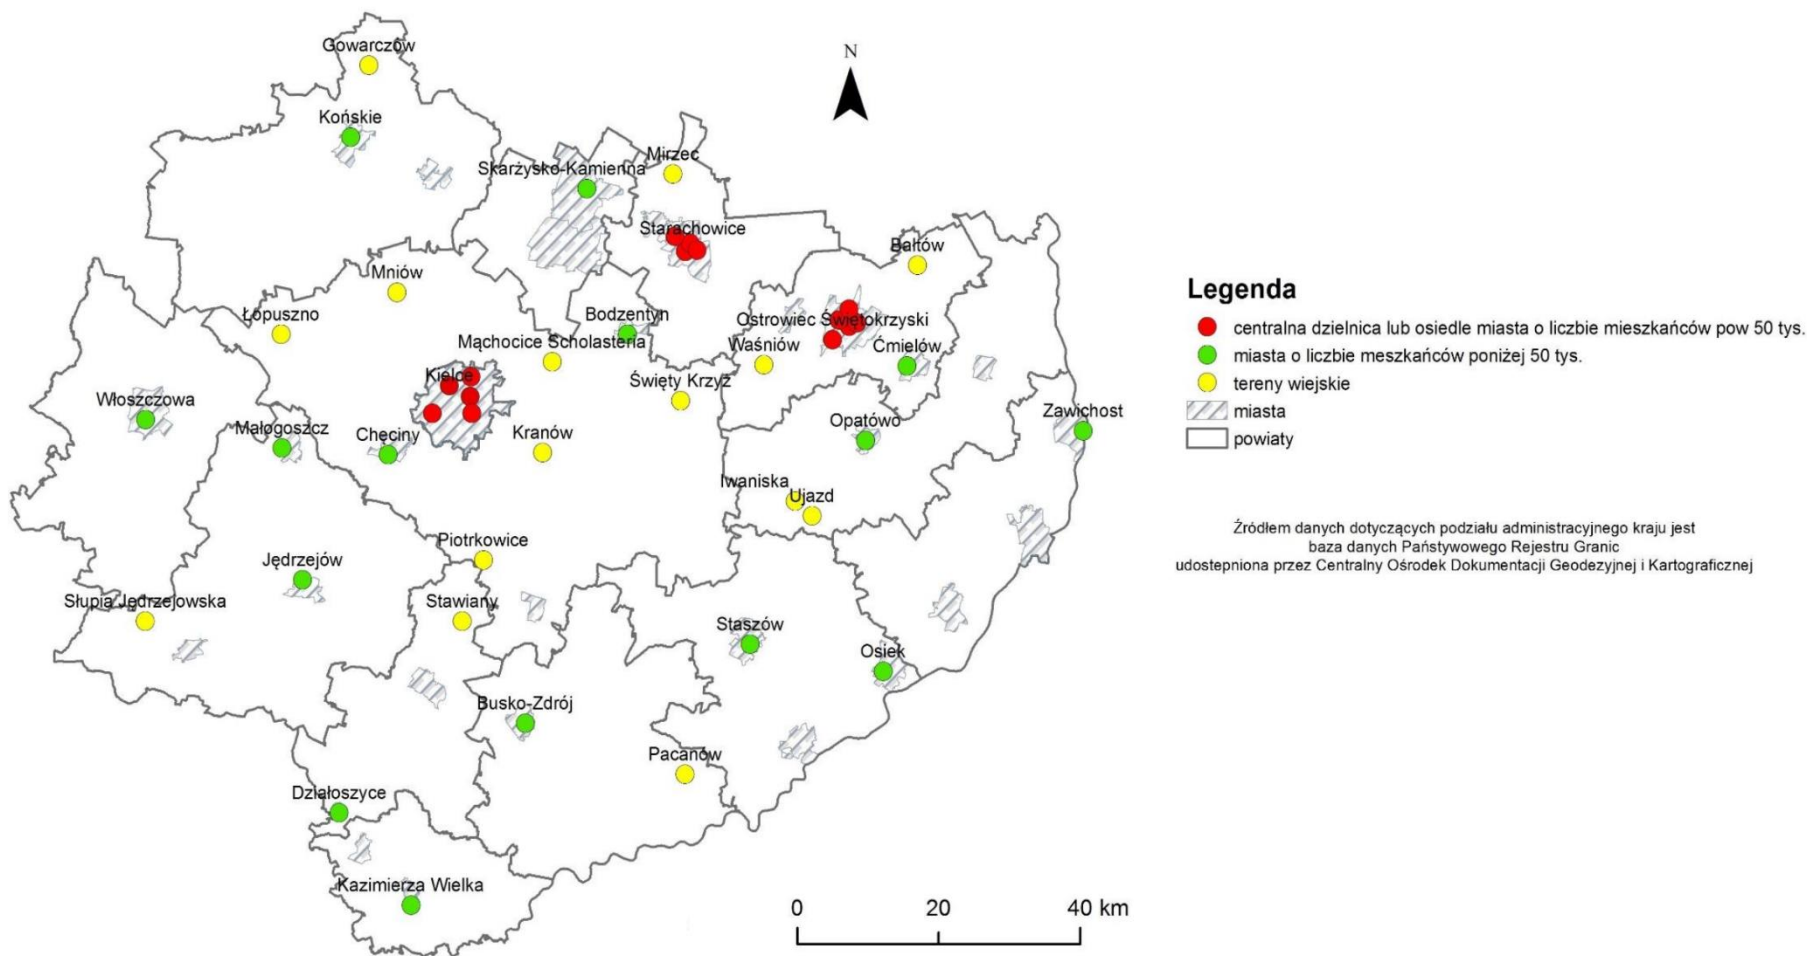 Gowarczów
N
Końskie
Mirzec
Skarżysko-Kamienna
Starachowice
Bałtów
Mniów
Łopuszno
Bodzentyn
Ostrowiec Świętokrzyski
Mąchocice Scholasteria
Waśniów
Ćmielów
Kielce
Święty Krzyż
Włoszczowa
Zawichost
Małogoszcz
Chęciny
Kranów
Opatówo
Iwaniska
Ujazd
Piotrkowice
Jędrzejów
Słupia Jędrzejowska
Stawiany
Staszów
Osiek
Busko-Zdrój
Pacanów
Działoszyce
Kazimierza Wielka
0 20 40 km
Legenda
centralna dzielnica lub osiedle miasta o liczbie mieszkańców pow 50 tys.
miasta o liczbie meszkańców poniżej 50 tys.
tereny wiejskie
miasta
powiaty
Źródłem danych dotyczących podziału administracyjnego kraju jest
baza danych Państywowego Rejestru Granic
udostepniona przez Centralny Ośrodek Dokumentacji Geodezyjnej i Kartograficznej